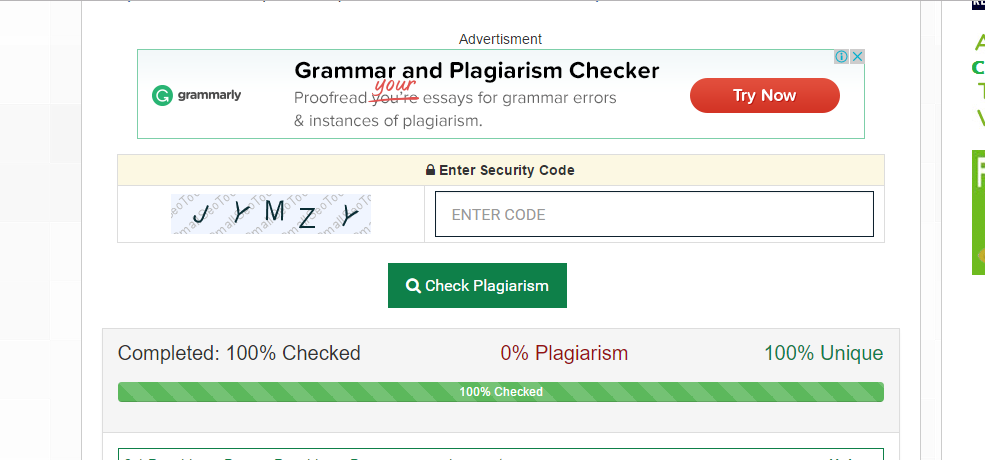 Advertisment
Grammar and Plagiarism Checker
grammarly
your
Proofread you're essays for grammar errors
& instances of plagiarism.
Try Now
Enter Security Code
J Y M Z Y
ENTER CODE
Check Plagiarism
Completed: 100% Checked
0% Plagiarism
100% Unique
100% Checked